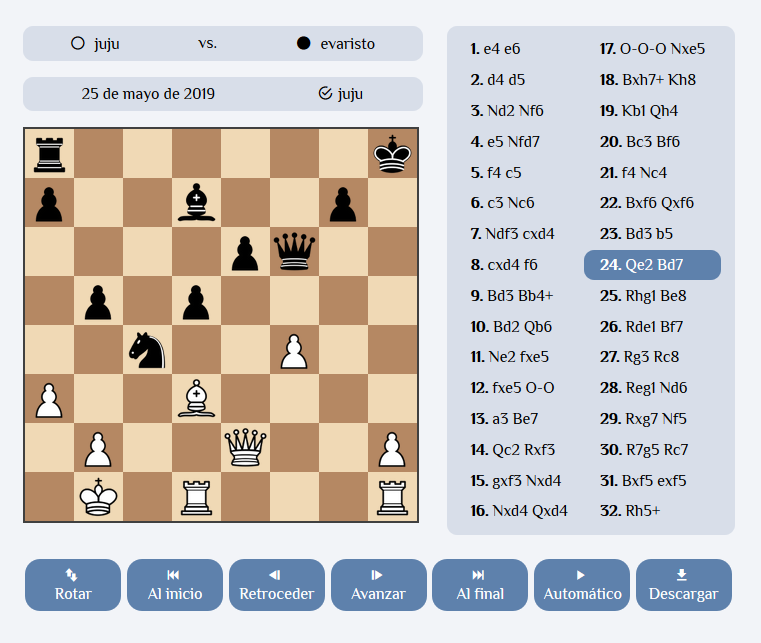 juju vs. evaristo
25 de mayo de 2019 juju
1. e4 e6
2. d4 d5
3. Nd2 Nf6
4. e5 Nfd7
5. f4 c5
6. c3 Nc6
7. Ndf3 cxd4
8. cxd4 f6
9. Bd3 Bb4+
10. Bd2 Qb6
11. Ne2 fxe5
12. fxe5 O-O
13. a3 Be7
14. Qc2 Rxf3
15. gxf3 Nxd4
16. Nxd4 Qxd4
17. O-O-O Nxe5
18. Bxh7+ Kh8
19. Kb1 Qh4
20. Bc3 Bf6
21. f4 Nc4
22. Bxf6 Qxf6
23. Bd3 b5
24. Qe2 Bd7
25. Rhg1 Be8
26. Rde1 Bf7
27. Rg3 Rc8
28. Reg1 Nd6
29. Rxg7 Nf5
30. R7g5 Rc7
31. Bxf5 exf5
32. Rh5+
Rotar
Al inicio
Retroceder
Avanzar
Al final
Automático
Descargar